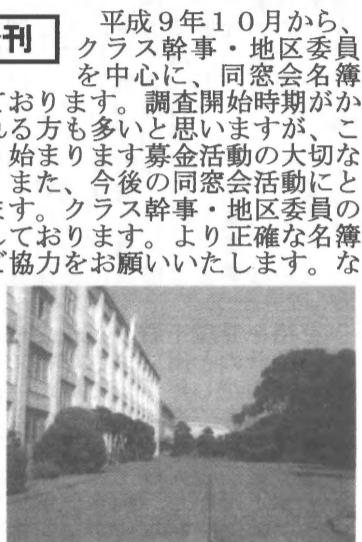 刊
平成９年１０月から、
クラス幹事・地区委員
を中心に、同窓会名簿
ております。調査開始時期がか
れる方も多いと思いますが、こ
始まります募金活動の大切な
また、今後の同窓会活動にと
ます。クラス幹事・地区委員の
しております。より正確な名簿
ご協力をお願いいたします。な